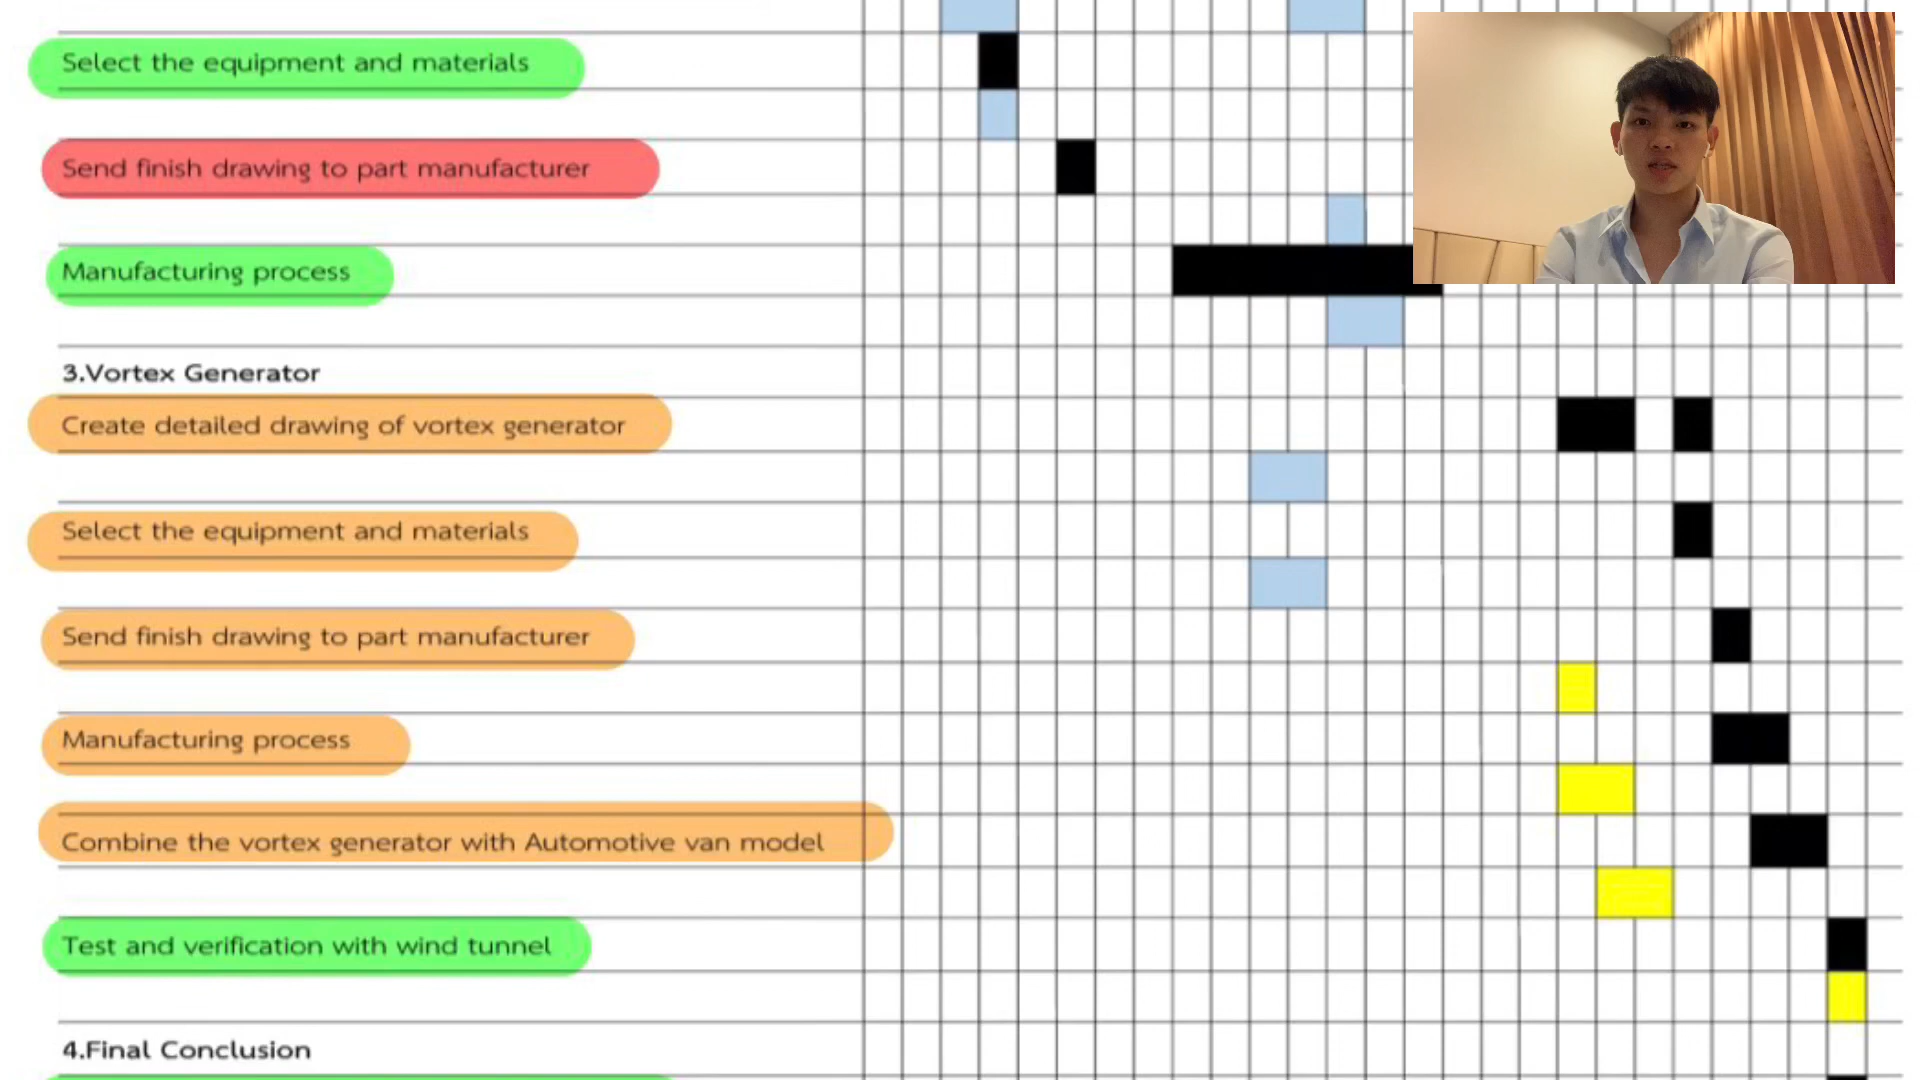 Select the equipment and materials
Send finish drawing to part manufacturer
Manufacturing process
3.Vortex Generator
Create detailed drawing of vortex generator
Select the equipment and materials
Send finish drawing to part manufacturer
Manufacturing process
Combine the vortex generator with Automotive van model
Test and verification with wind tunnel
4.Final Conclusion